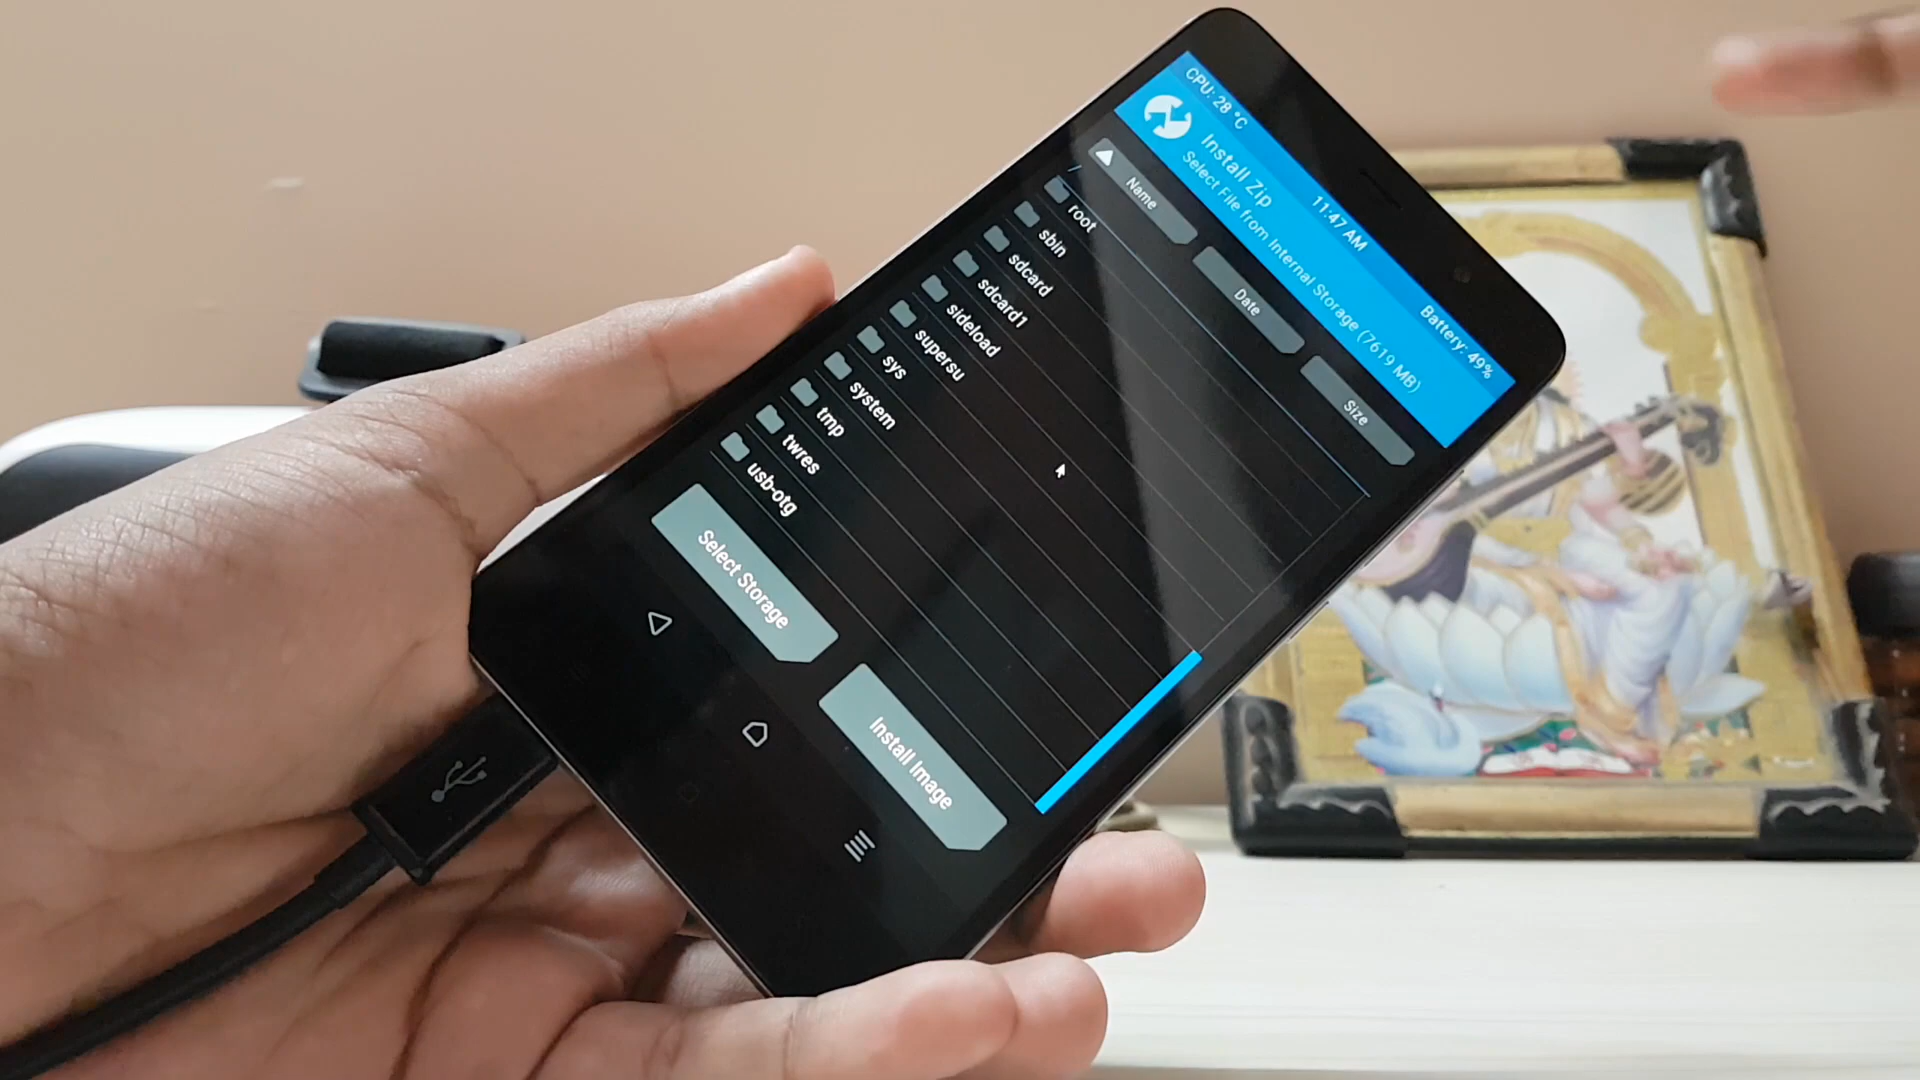 CPU: 28 °C
11:47 AM
Battery: 49%
Install Zip
Select File from Internal Storage (7619 MB)
Name
Date
Size
/
root
sbin
sdcard
sdcard1
sideload
supersu
sys
system
tmp
twres
usb-otg
Select Storage
Install Image